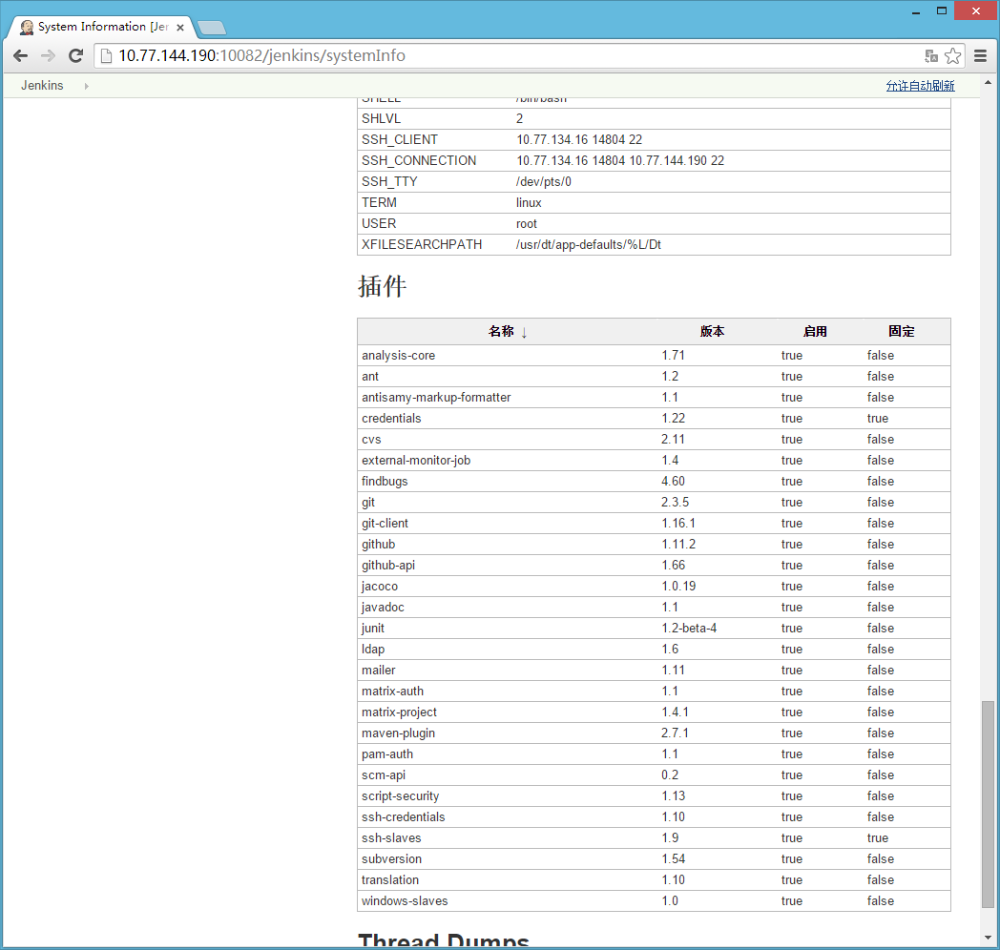 System Information [Jer
10.77.144.190:10082/jenkins/systemInfo
Jenkins 允许自动刷新
SHELL /bin/bash
SHLVL 2
SSH_CLIENT 10.77.134.16 14804 22
SSH_CONNECTION 10.77.134.16 14804 10.77.144.190 22
SSH_TTY /dev/pts/0
TERM linux
USER root
XFILESEARCHPATH /usr/dt/app-defaults/%L/Dt
插件
名称 ↓ 版本 启用 固定
analysis-core 1.71 true false
ant 1.2 true false
antisamy-markup-formatter 1.1 true false
credentials 1.22 true true
cvs 2.11 true false
external-monitor-job 1.4 true false
findbugs 4.60 true false
git 2.3.5 true false
git-client 1.16.1 true false
github 1.11.2 true false
github-api 1.66 true false
jacoco 1.0.19 true false
javadoc 1.1 true false
junit 1.2-beta-4 true false
ldap 1.6 true false
mailer 1.11 true false
matrix-auth 1.1 true false
matrix-project 1.4.1 true false
maven-plugin 2.7.1 true false
pam-auth 1.1 true false
scm-api 0.2 true false
script-security 1.13 true false
ssh-credentials 1.10 true false
ssh-slaves 1.9 true true
subversion 1.54 true false
translation 1.10 true false
windows-slaves 1.0 true false
Thread Dumps